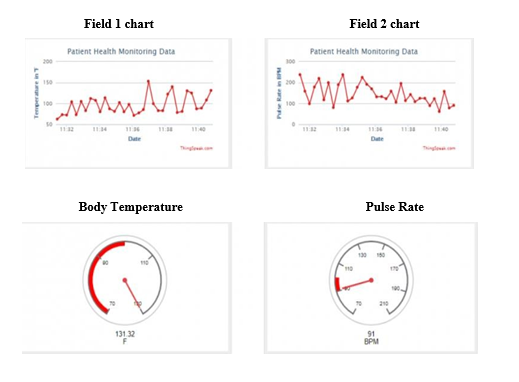 Field 1 chart
Field 2 chart
Patient Health Monitoring Data
Temperature in °F
200
150
100
50
11:32
11:34
11:36
11:38
11:40
Date
ThingSpeak.com
Patient Health Monitoring Data
Pulse Rate in BPM
300
200
100
0
11:32
11:34
11:36
11:38
11:40
Date
ThingSpeak.com
Body Temperature
Pulse Rate
70
90
110
131.32
F
70
90
110
130
150
170
190
210
91
BPM